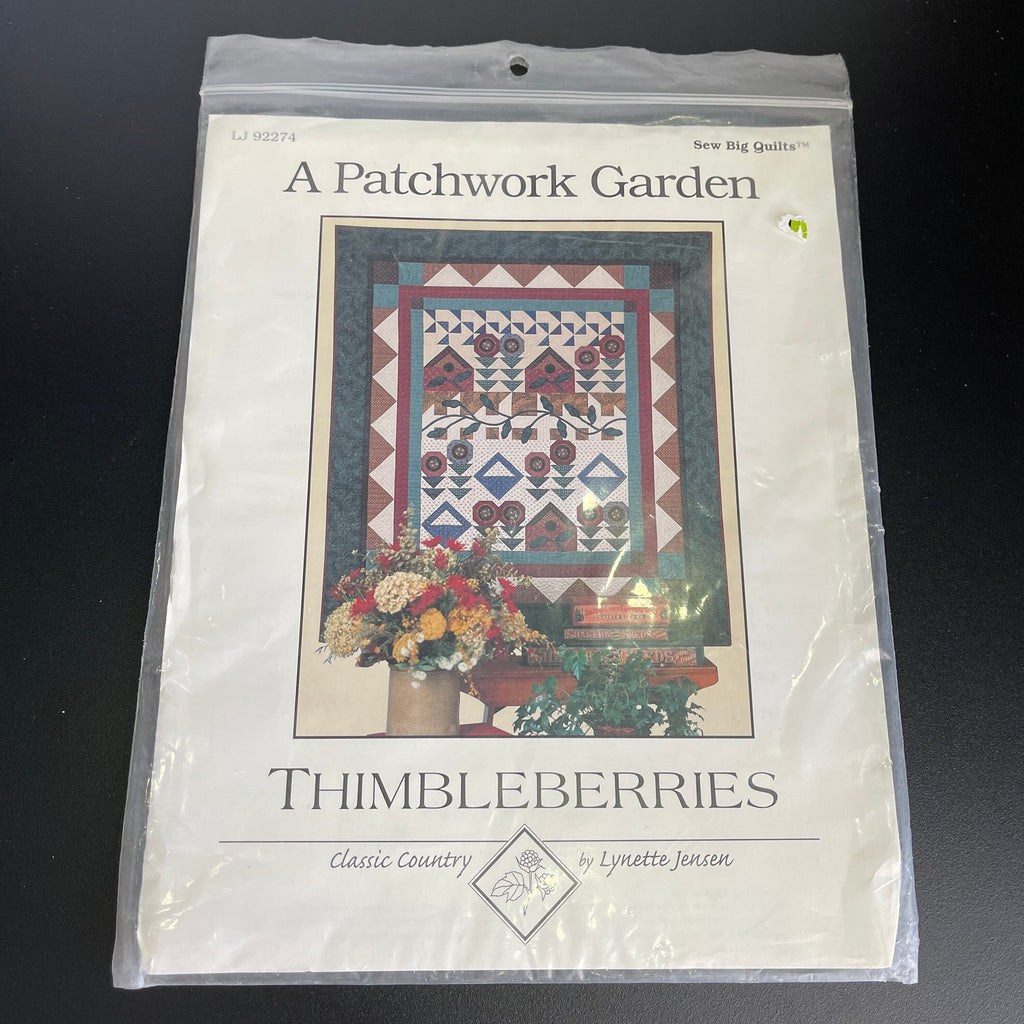 LJ 92274
Sew Big Quilts™
A Patchwork Garden
THIMBLEBERRIES
Classic Country by Lynette Jensen